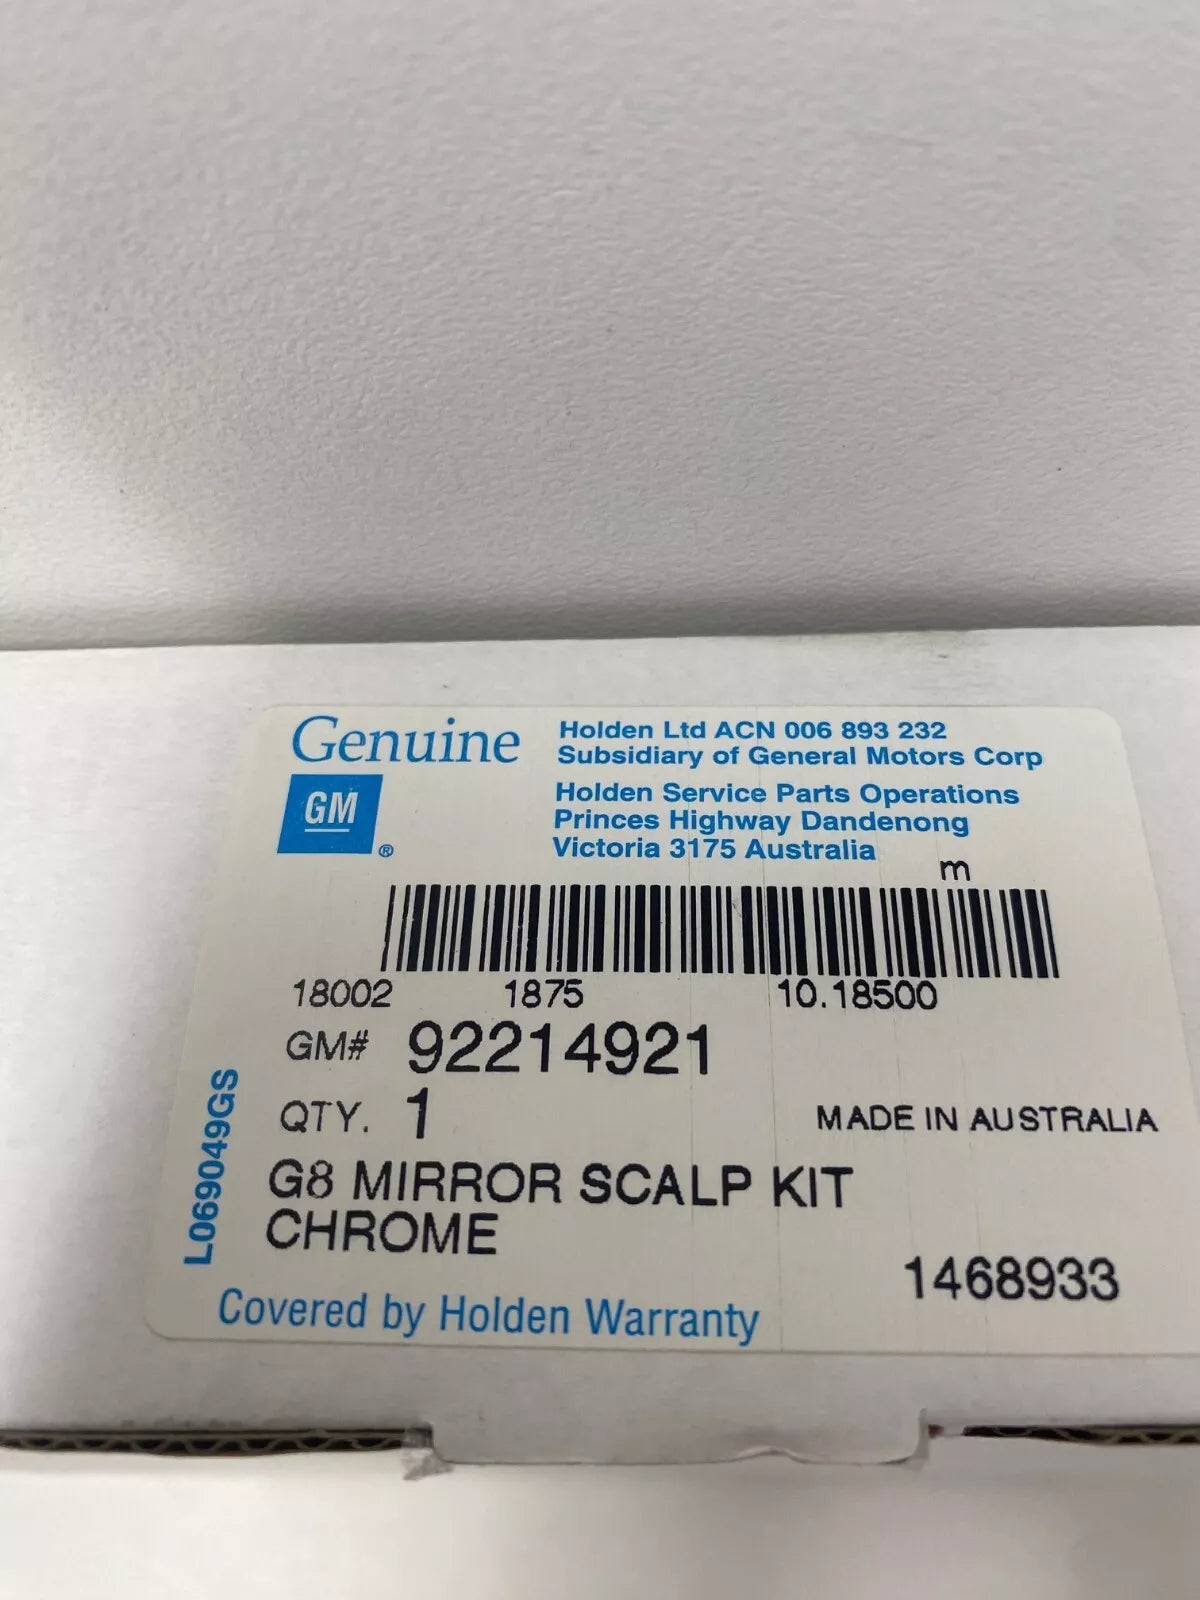 Genuine
GM
®
Holden Ltd ACN 006 893 232
Subsidiary of General Motors Corp
Holden Service Parts Operations
Princes Highway Dandenong
Victoria 3175 Australia
m
18002 1875 10.18500
GM# 92214921
QTY. 1
MADE IN AUSTRALIA
G8 MIRROR SCALP KIT
CHROME
1468933
L069049GS
Covered by Holden Warranty